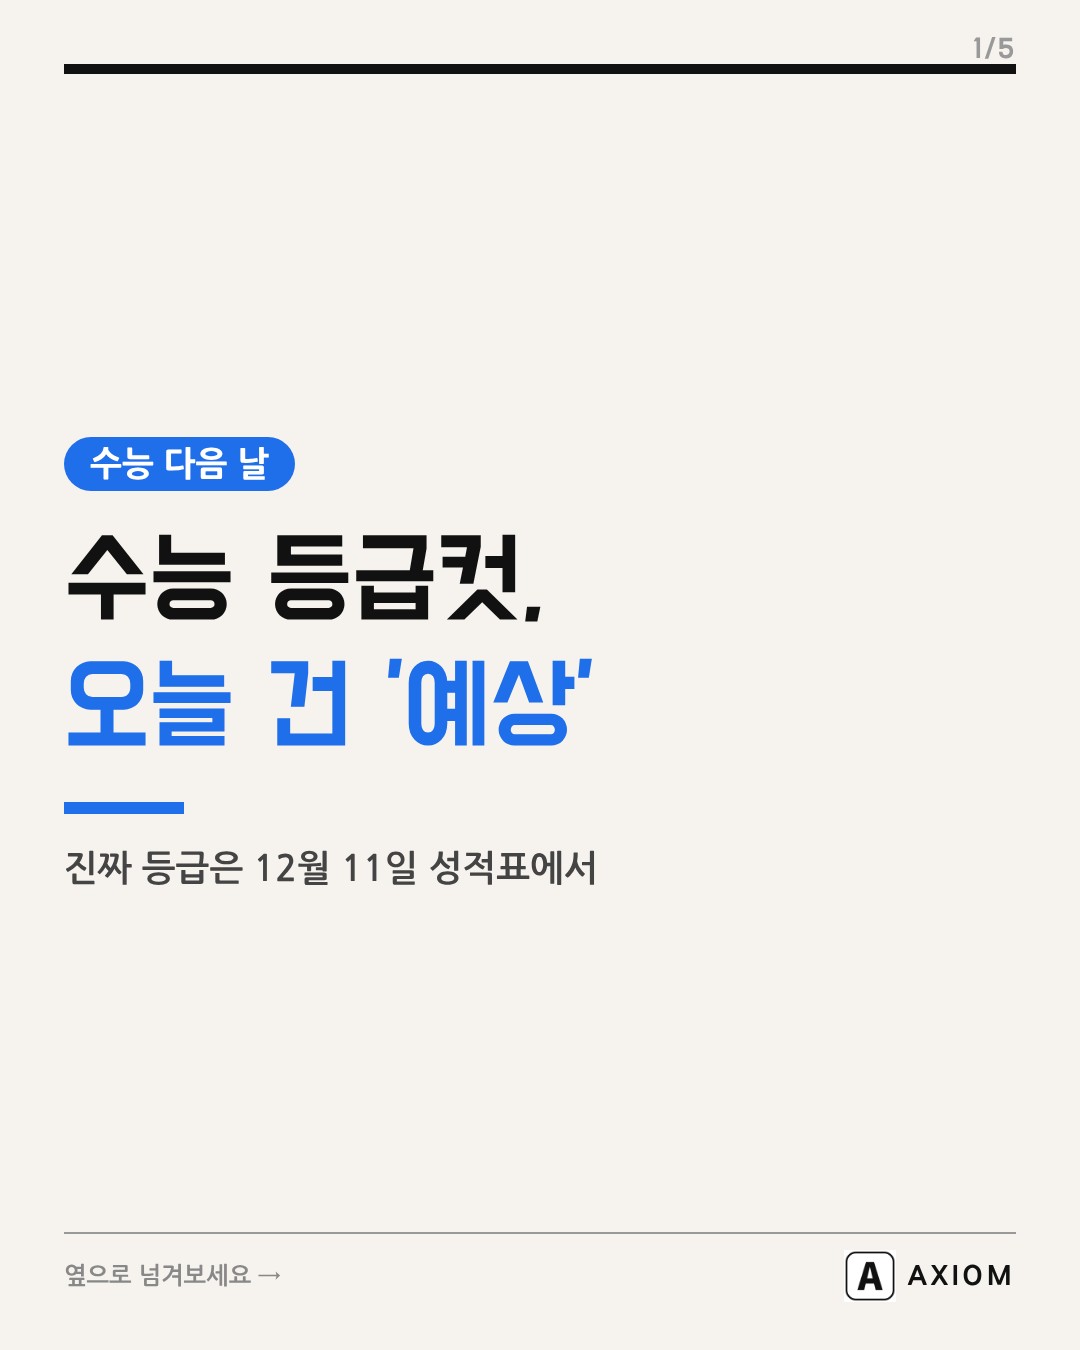 1/5
수능 다음 날
수능 등급컷,
오늘 건 '예상'
진짜 등급은 12월 11일 성적표에서
옆으로 넘겨보세요 →
A AXIOM